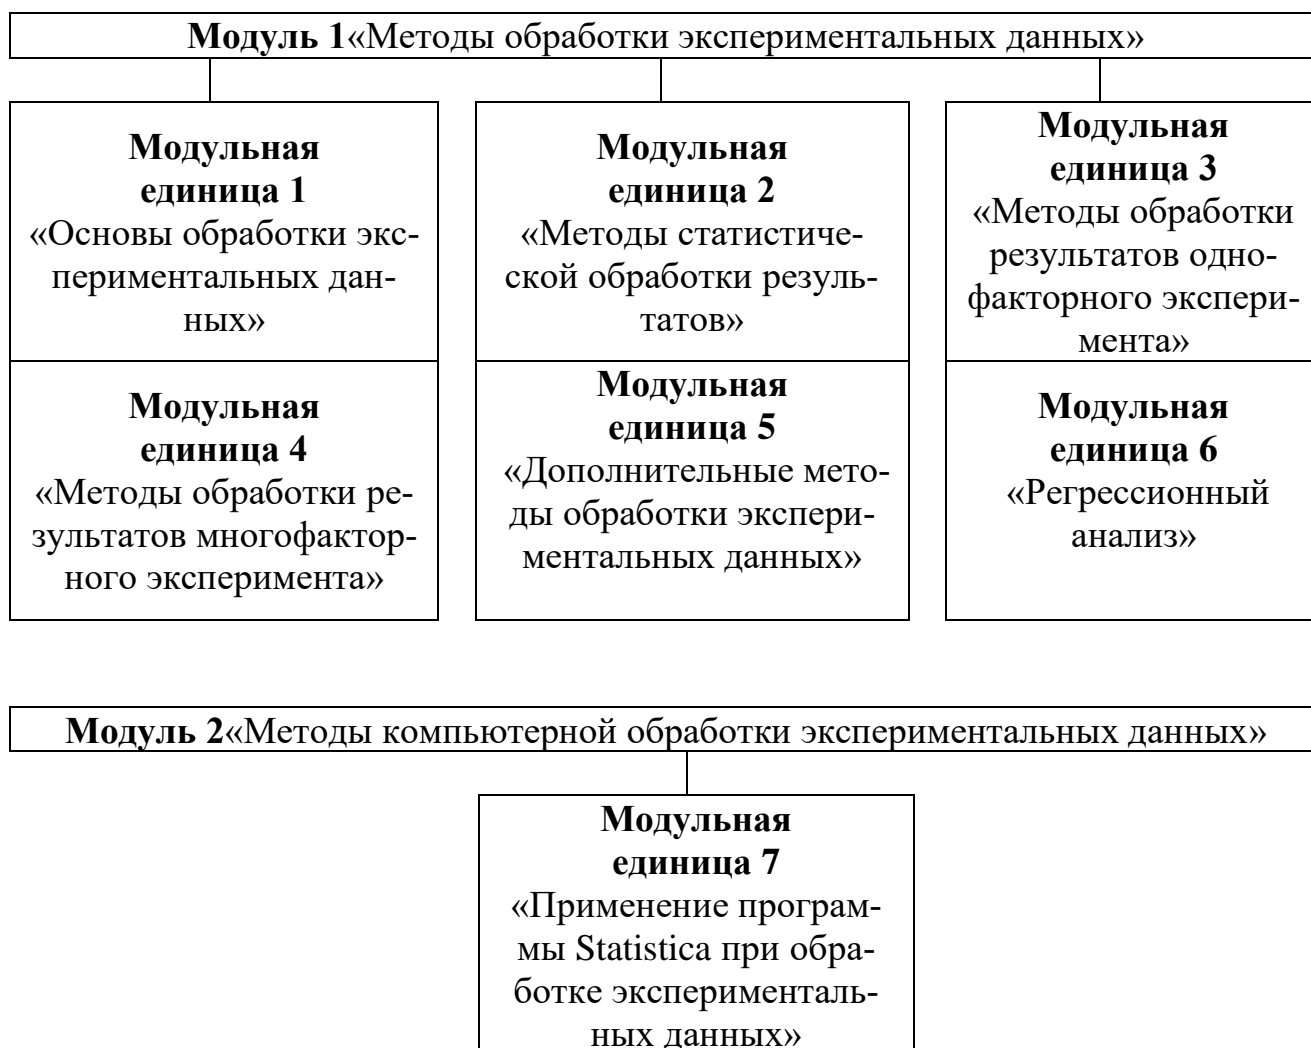 Модуль 1«Методы обработки экспериментальных данных»
Модульная
единица 1
«Основы обработки экс-
периментальных дан-
ных»
Модульная
единица 2
«Методы статистиче-
ской обработки резуль-
татов»
Модульная
единица 3
«Методы обработки
результатов одно-
факторного экспери-
мента»
Модульная
единица 4
«Методы обработки ре-
зультатов многофактор-
ного эксперимента»
Модульная
единица 5
«Дополнительные мето-
ды обработки экспери-
ментальных данных»
Модульная
единица 6
«Регрессионный
анализ»
Модуль 2«Методы компьютерной обработки экспериментальных данных»
Модульная
единица 7
«Применение програм-
мы Statistica при обра-
ботке эксперименталь-
ных данных»